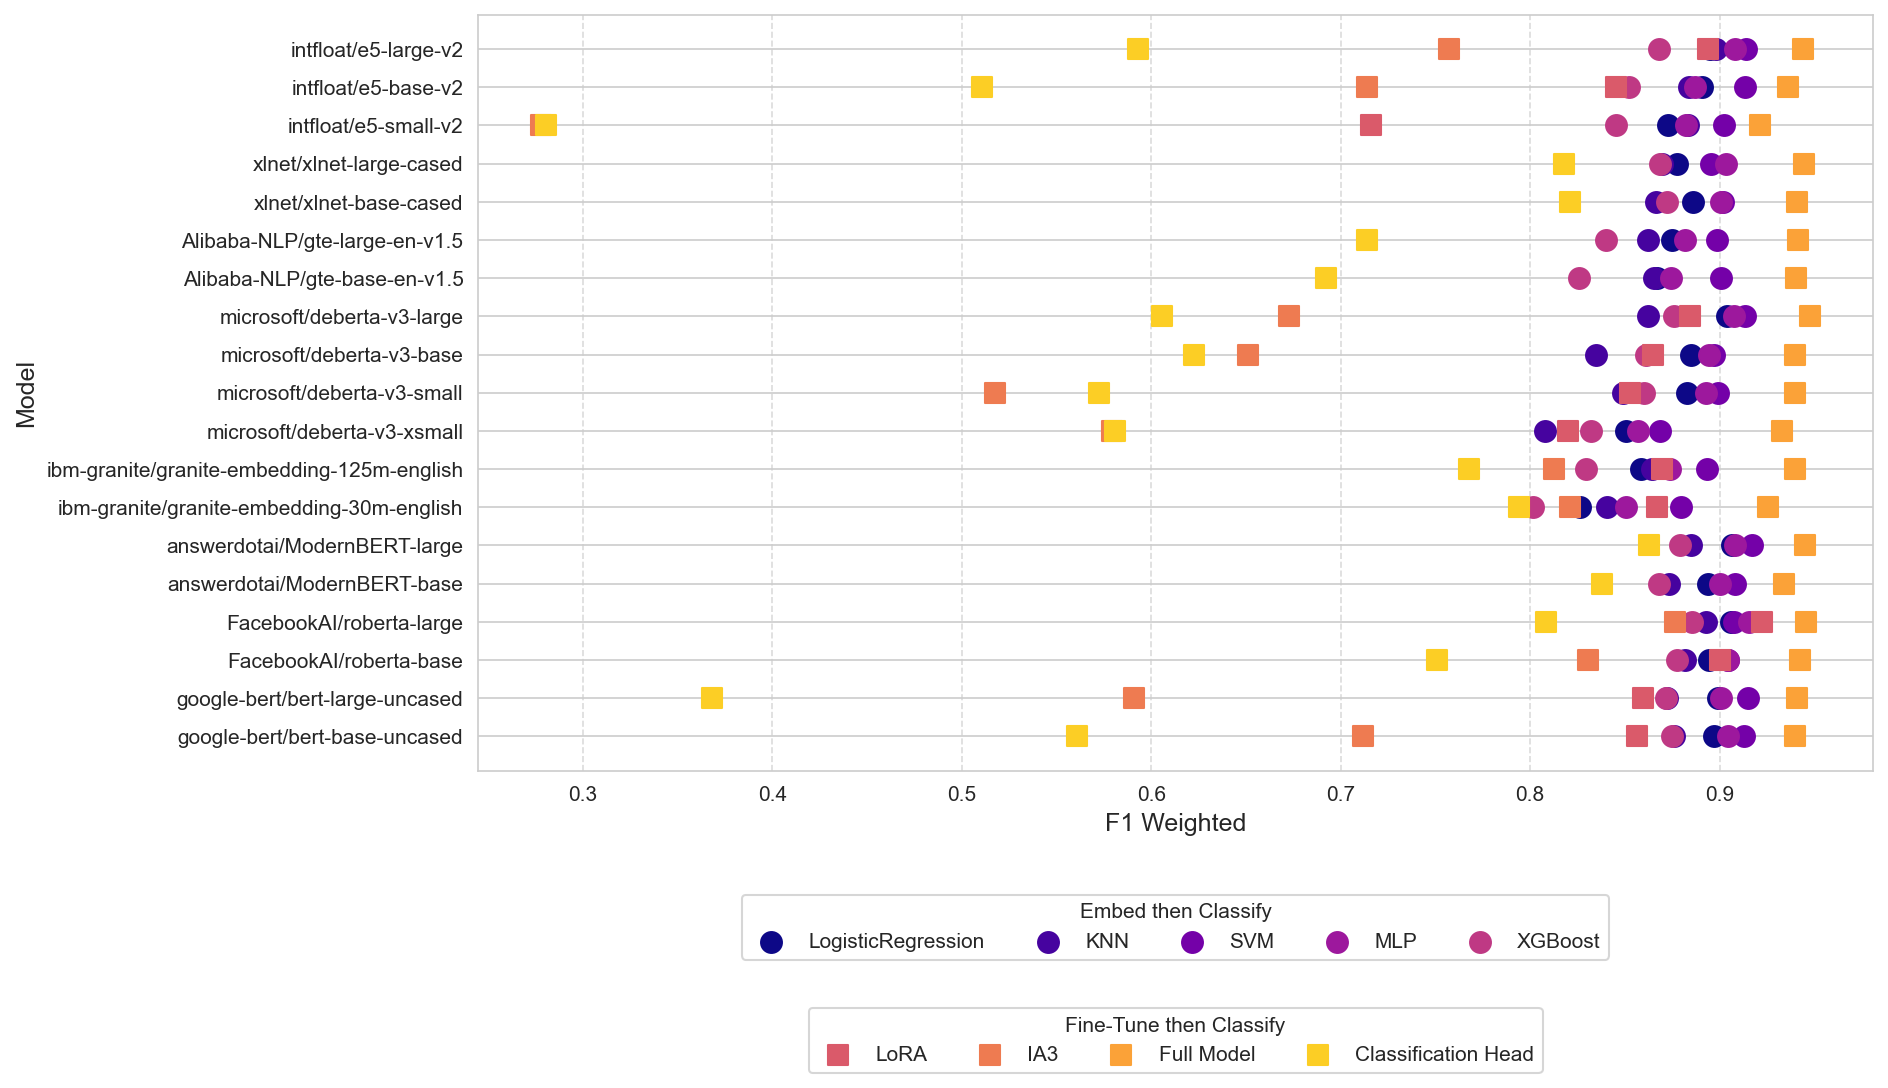 Model
intfloat/e5-large-v2
intfloat/e5-base-v2
intfloat/e5-small-v2
xlnet/xlnet-large-cased
xlnet/xlnet-base-cased
Alibaba-NLP/gte-large-en-v1.5
Alibaba-NLP/gte-base-en-v1.5
microsoft/deberta-v3-large
microsoft/deberta-v3-base
microsoft/deberta-v3-small
microsoft/deberta-v3-xsmall
ibm-granite/granite-embedding-125m-english
ibm-granite/granite-embedding-30m-english
answerdotai/ModernBERT-large
answerdotai/ModernBERT-base
FacebookAI/roberta-large
FacebookAI/roberta-base
google-bert/bert-large-uncased
google-bert/bert-base-uncased
0.3 0.4 0.5 0.6 0.7 0.8 0.9
F1 Weighted
Embed then Classify
LogisticRegression KNN SVM MLP XGBoost
Fine-Tune then Classify
LoRA IA3 Full Model Classification Head